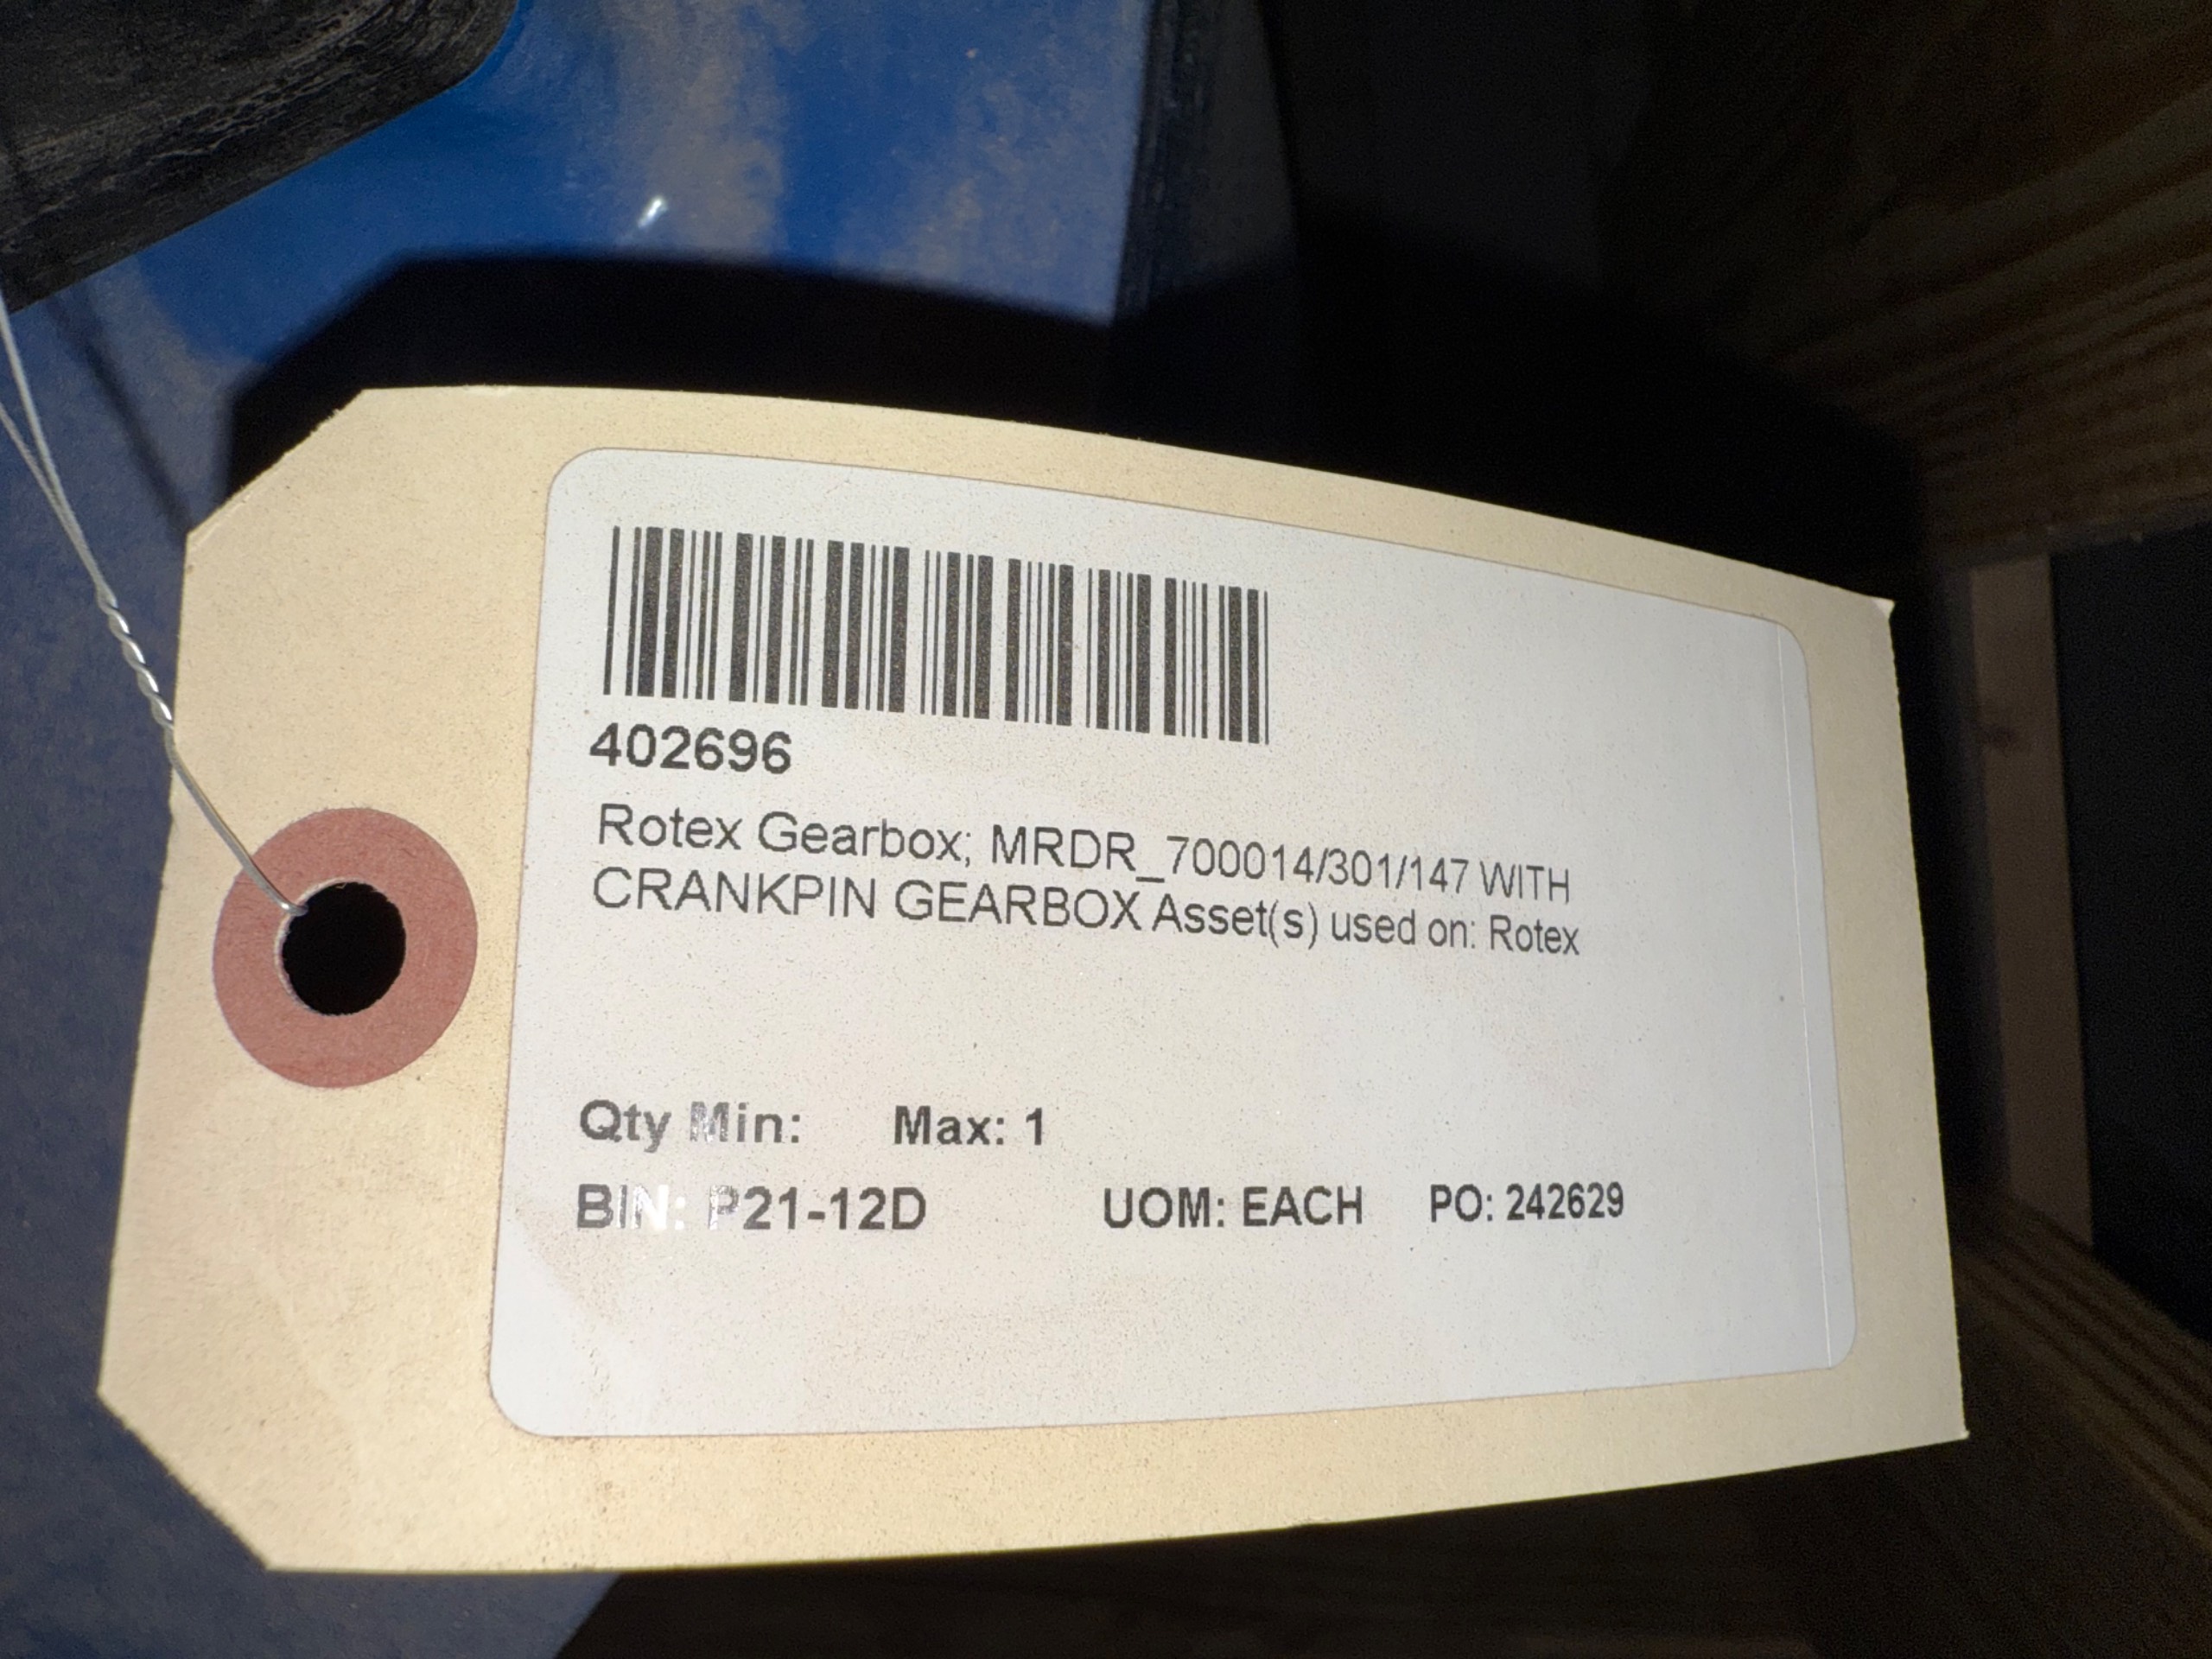 402696
Rotex Gearbox; MRDR_700014/301/147 WITH
CRANKPIN GEARBOX Asset(s) used on: Rotex
Qty Min: Max: 1
BIN: P21-12D UOM: EACH PO: 242629